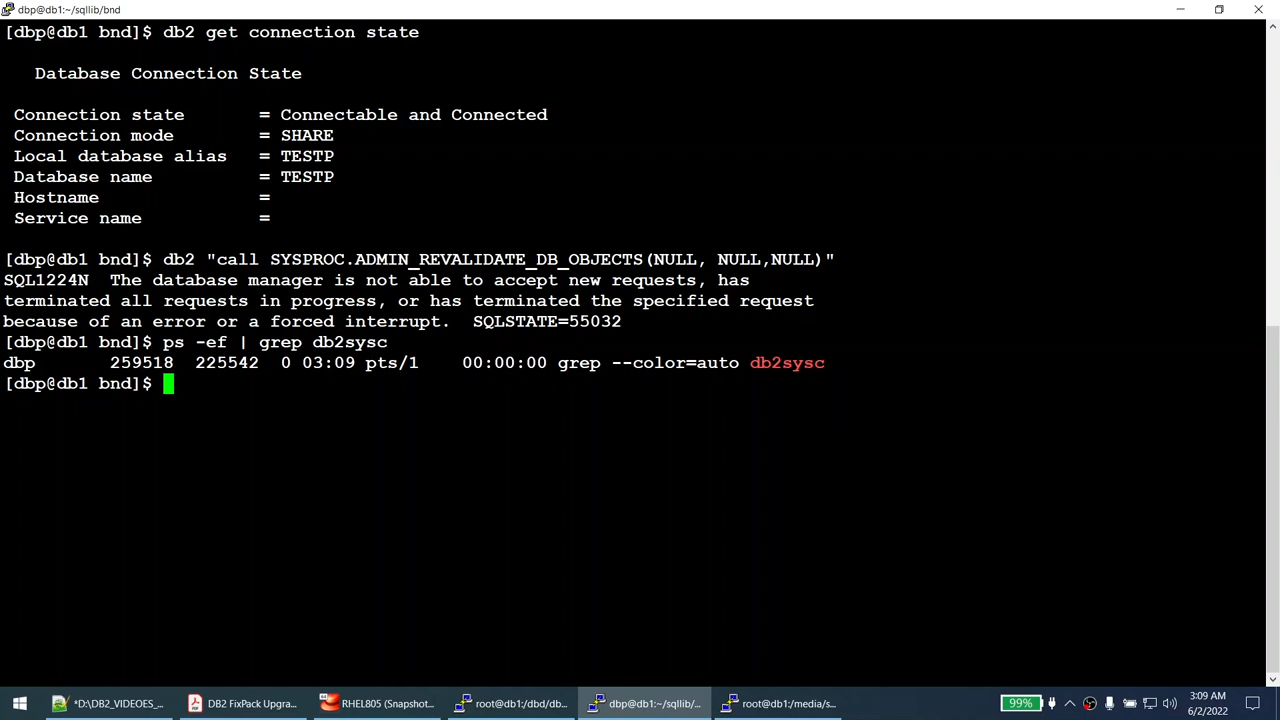 dbp@db1:~/sqllib/bnd
[dbp@db1 bnd]$ db2 get connection state
Database Connection State
Connection state = Connectable and Connected
Connection mode = SHARE
Local database alias = TESTP
Database name = TESTP
Hostname =
Service name =
[dbp@db1 bnd]$ db2 "call SYSPROC.ADMIN_REVALIDATE_DB_OBJECTS(NULL, NULL,NULL)"
SQL1224N  The database manager is not able to accept new requests, has
terminated all requests in progress, or has terminated the specified request
because of an error or a forced interrupt.  SQLSTATE=55032
[dbp@db1 bnd]$ ps -ef | grep db2sysc
dbp 259518 225542 0 03:09 pts/1 00:00:00 grep --color=auto db2sysc
[dbp@db1 bnd]$
*D:\DB2_VIDEOES_... DB2 FixPack Upgra... RHEL805 (Snapshot... root@db1:/dbd/db... dbp@db1:~/sqllib/... root@db1:/media/s... 99% 3:09 AM
6/2/2022